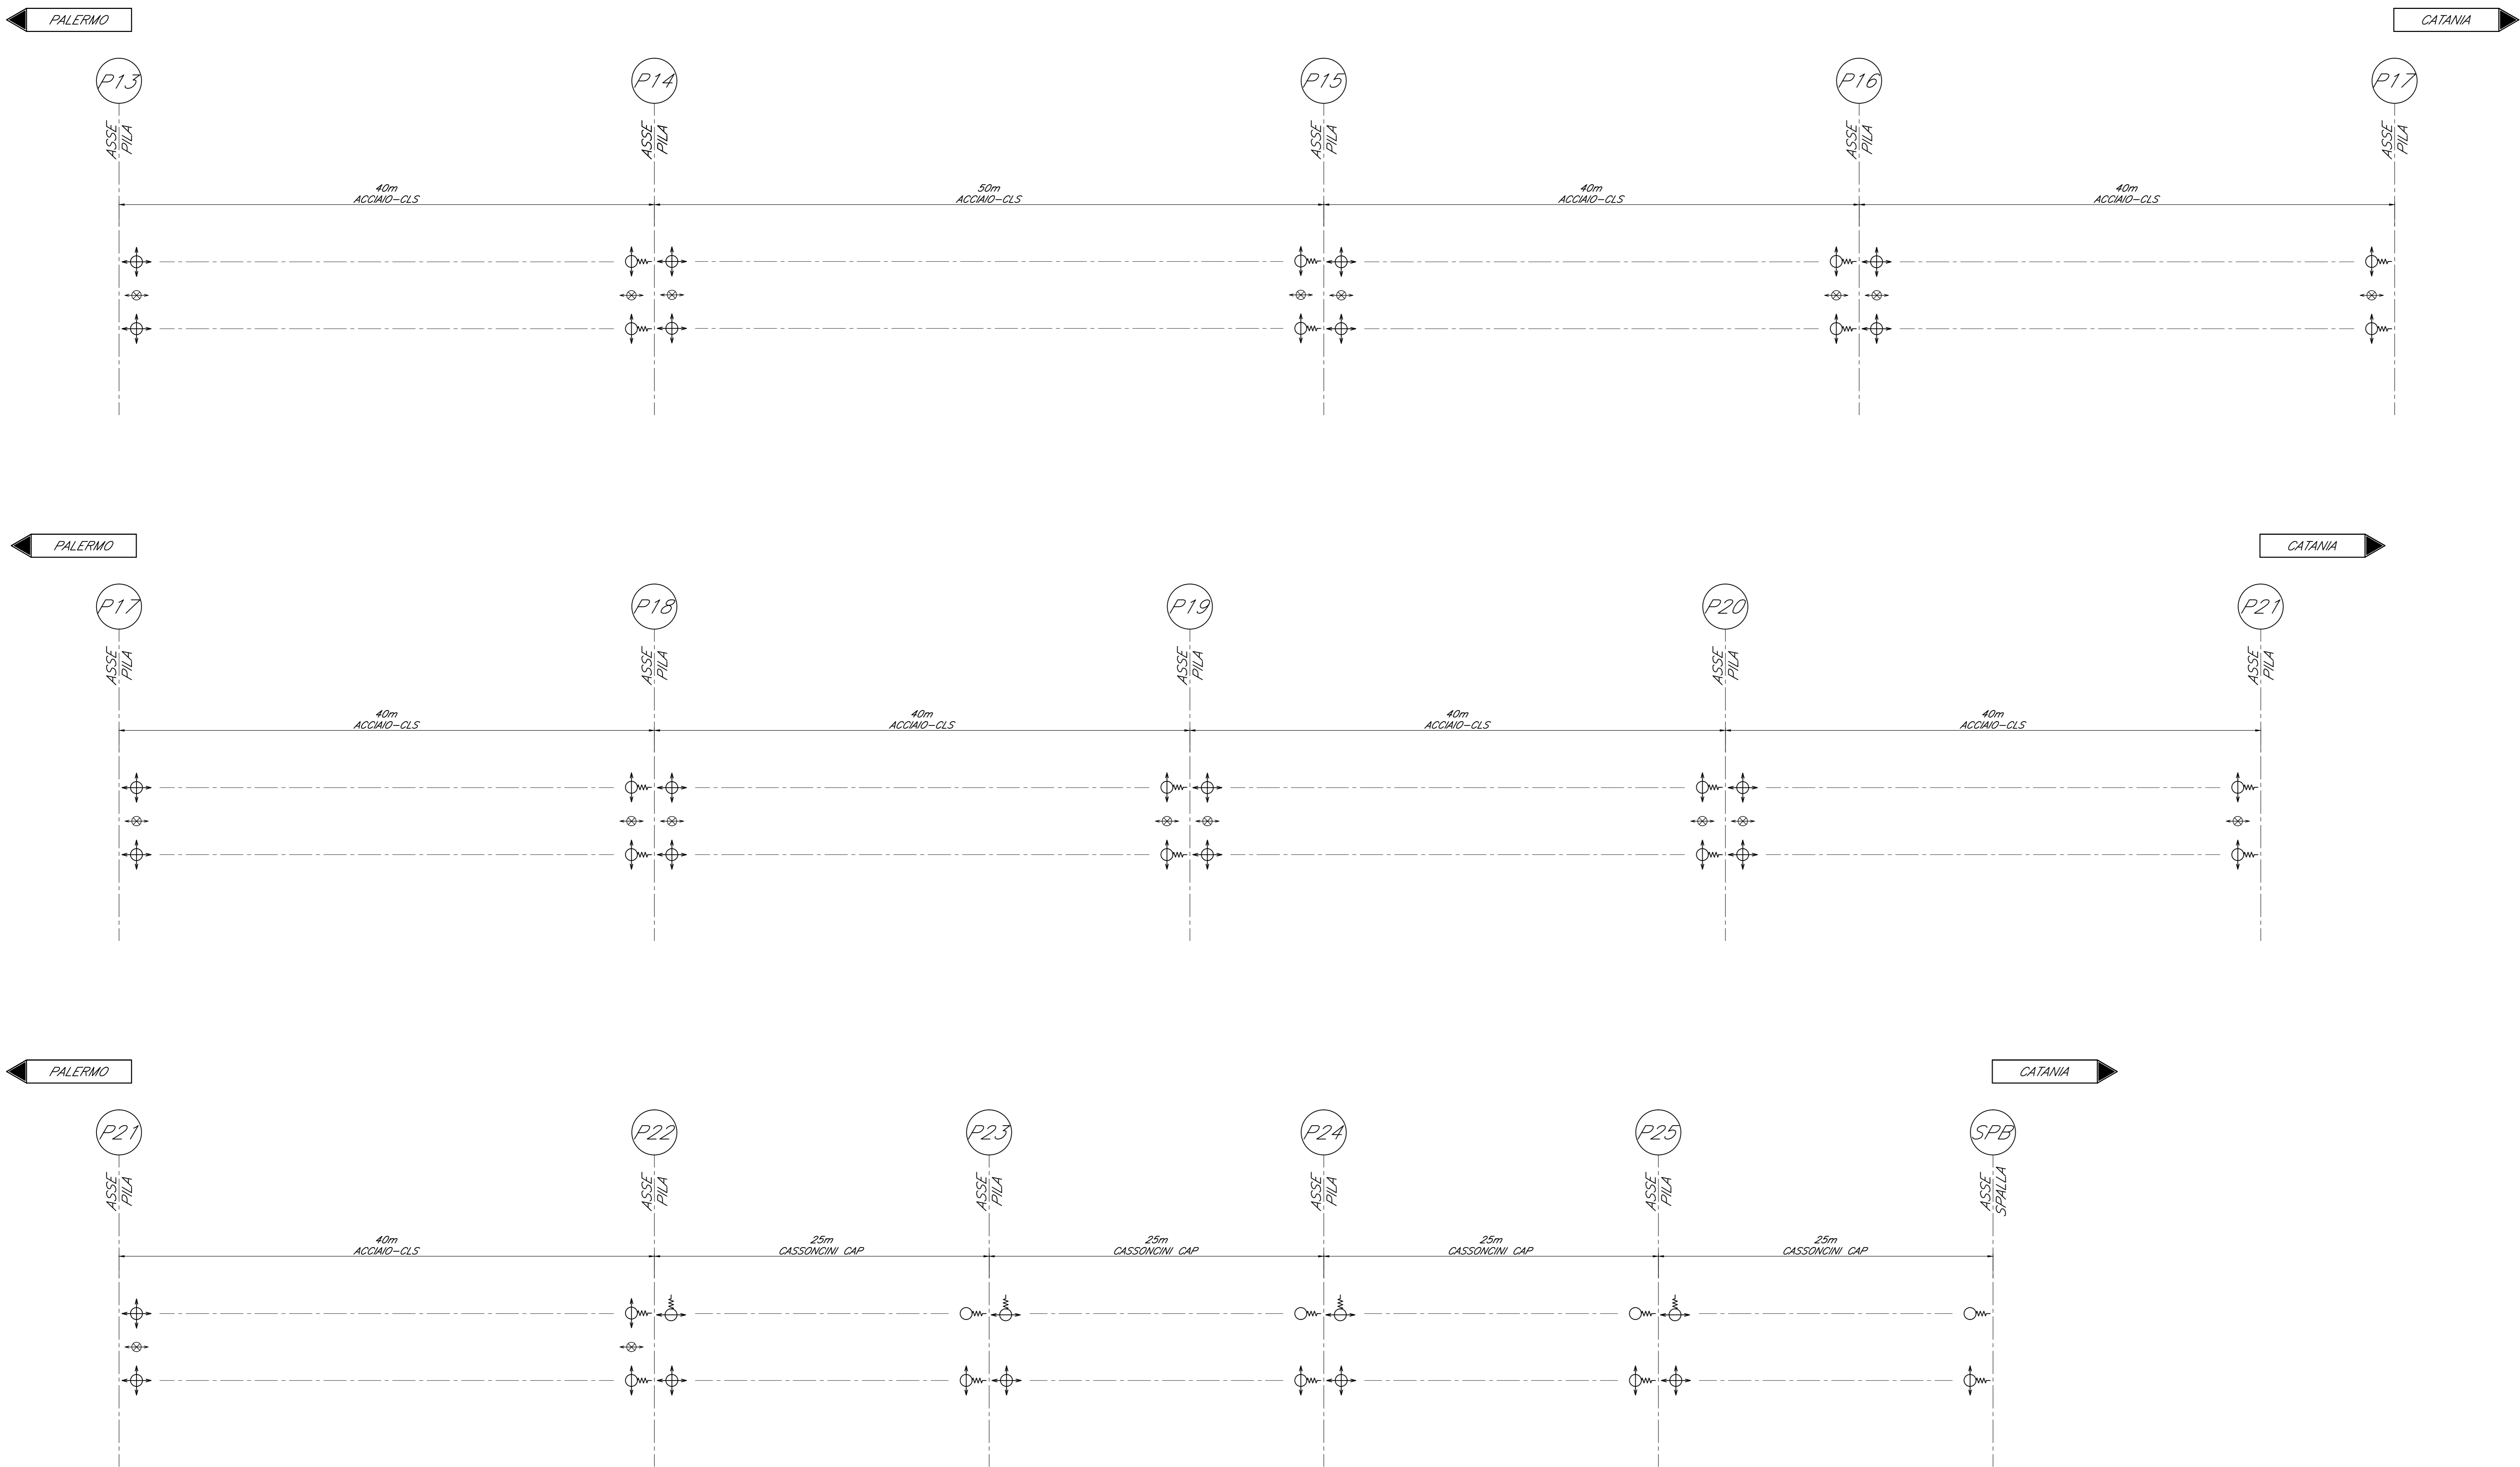 PALERMO
CATANIA
P13
P14
P15
P16
P17
ASSE
PILA
ASSE
PILA
ASSE
PILA
ASSE
PILA
ASSE
PILA
40m
ACCIAIO-CLS
50m
ACCIAIO-CLS
40m
ACCIAIO-CLS
40m
ACCIAIO-CLS
PALERMO
CATANIA
P17
P18
P19
P20
P21
ASSE
PILA
ASSE
PILA
ASSE
PILA
ASSE
PILA
ASSE
PILA
40m
ACCIAIO-CLS
40m
ACCIAIO-CLS
40m
ACCIAIO-CLS
40m
ACCIAIO-CLS
PALERMO
CATANIA
P21
P22
P23
P24
P25
SPB
ASSE
PILA
ASSE
PILA
ASSE
PILA
ASSE
PILA
ASSE
PILA
ASSE
SPALLA
40m
ACCIAIO-CLS
25m
CASSONCINI CAP
25m
CASSONCINI CAP
25m
CASSONCINI CAP
25m
CASSONCINI CAP